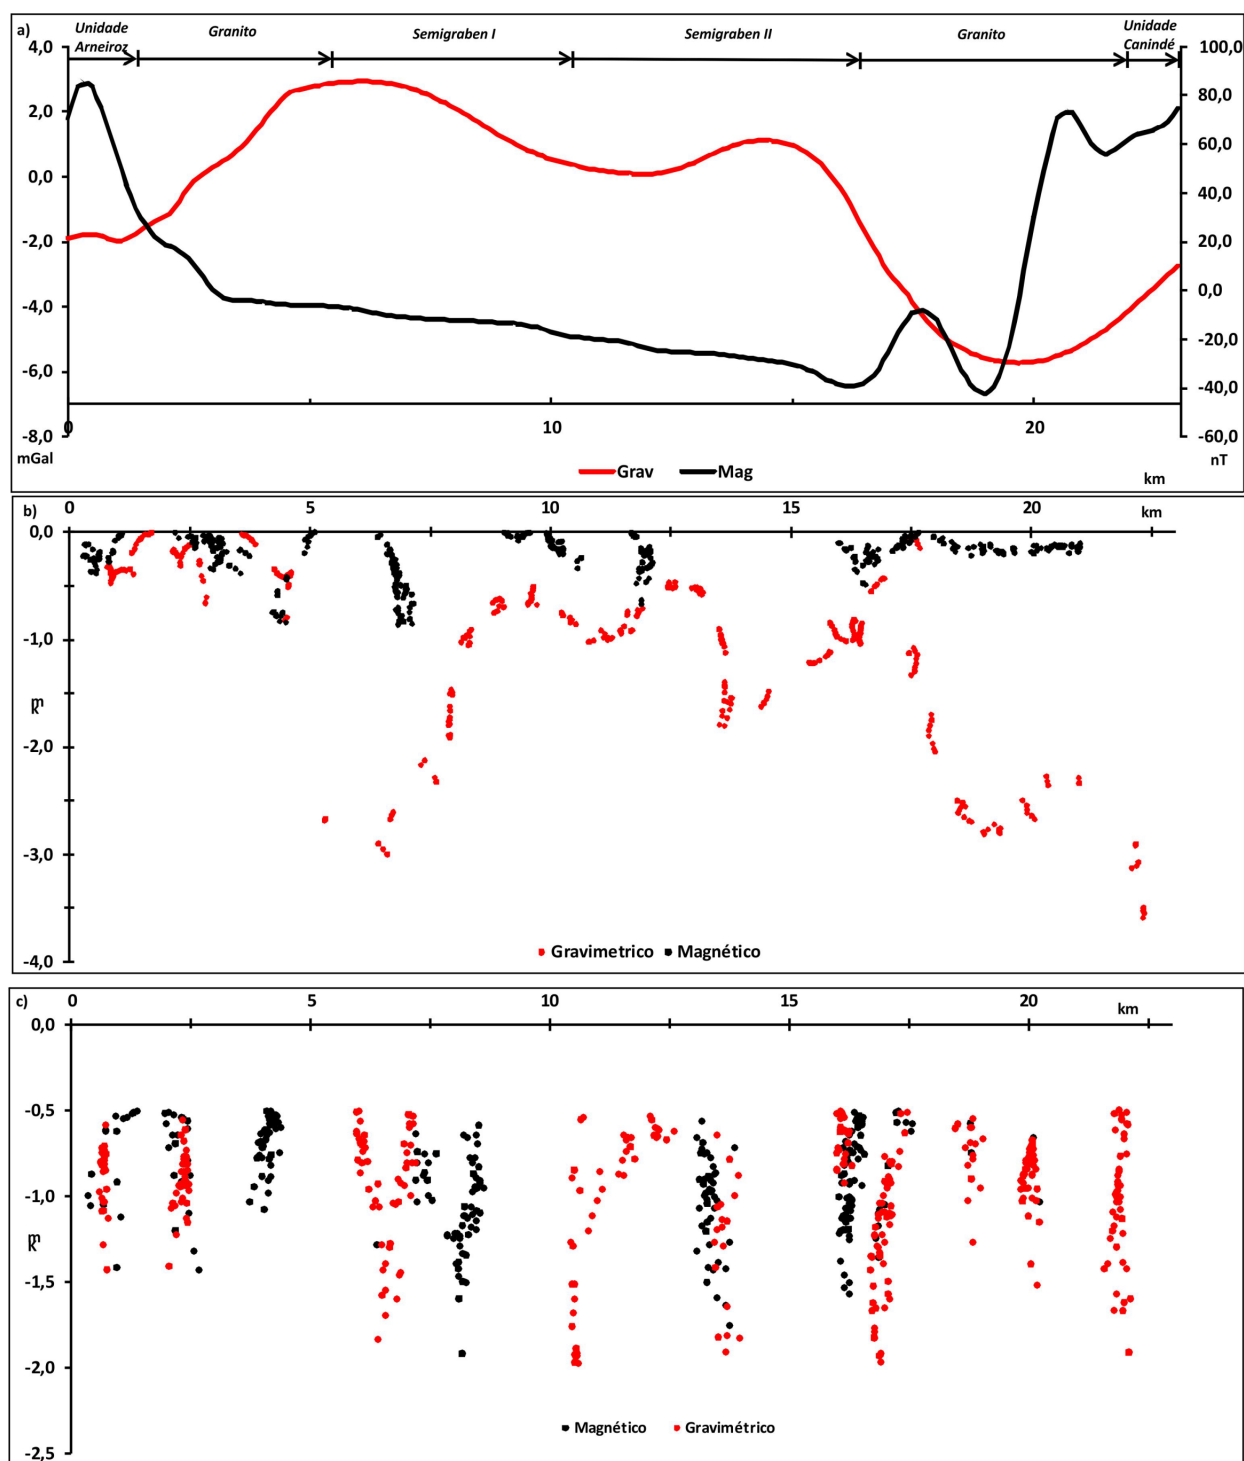 a)
Unidade
Arneiroz
Granito
Semigraben I
Semigraben II
Granito
Unidade
Canindé
4,0
2,0
0,0
-2,0
-4,0
-6,0
-8,0
mGal
100,0
80,0
60,0
40,0
20,0
0,0
-20,0
-40,0
-60,0
nT
0
10
20
km
Grav
Mag
b)
0
5
10
15
20
km
0,0
-1,0
-2,0
-3,0
-4,0
km
Gravimetrico
Magnético
c)
0
5
10
15
20
km
0,0
-0,5
-1,0
-1,5
-2,0
-2,5
km
Magnético
Gravimétrico